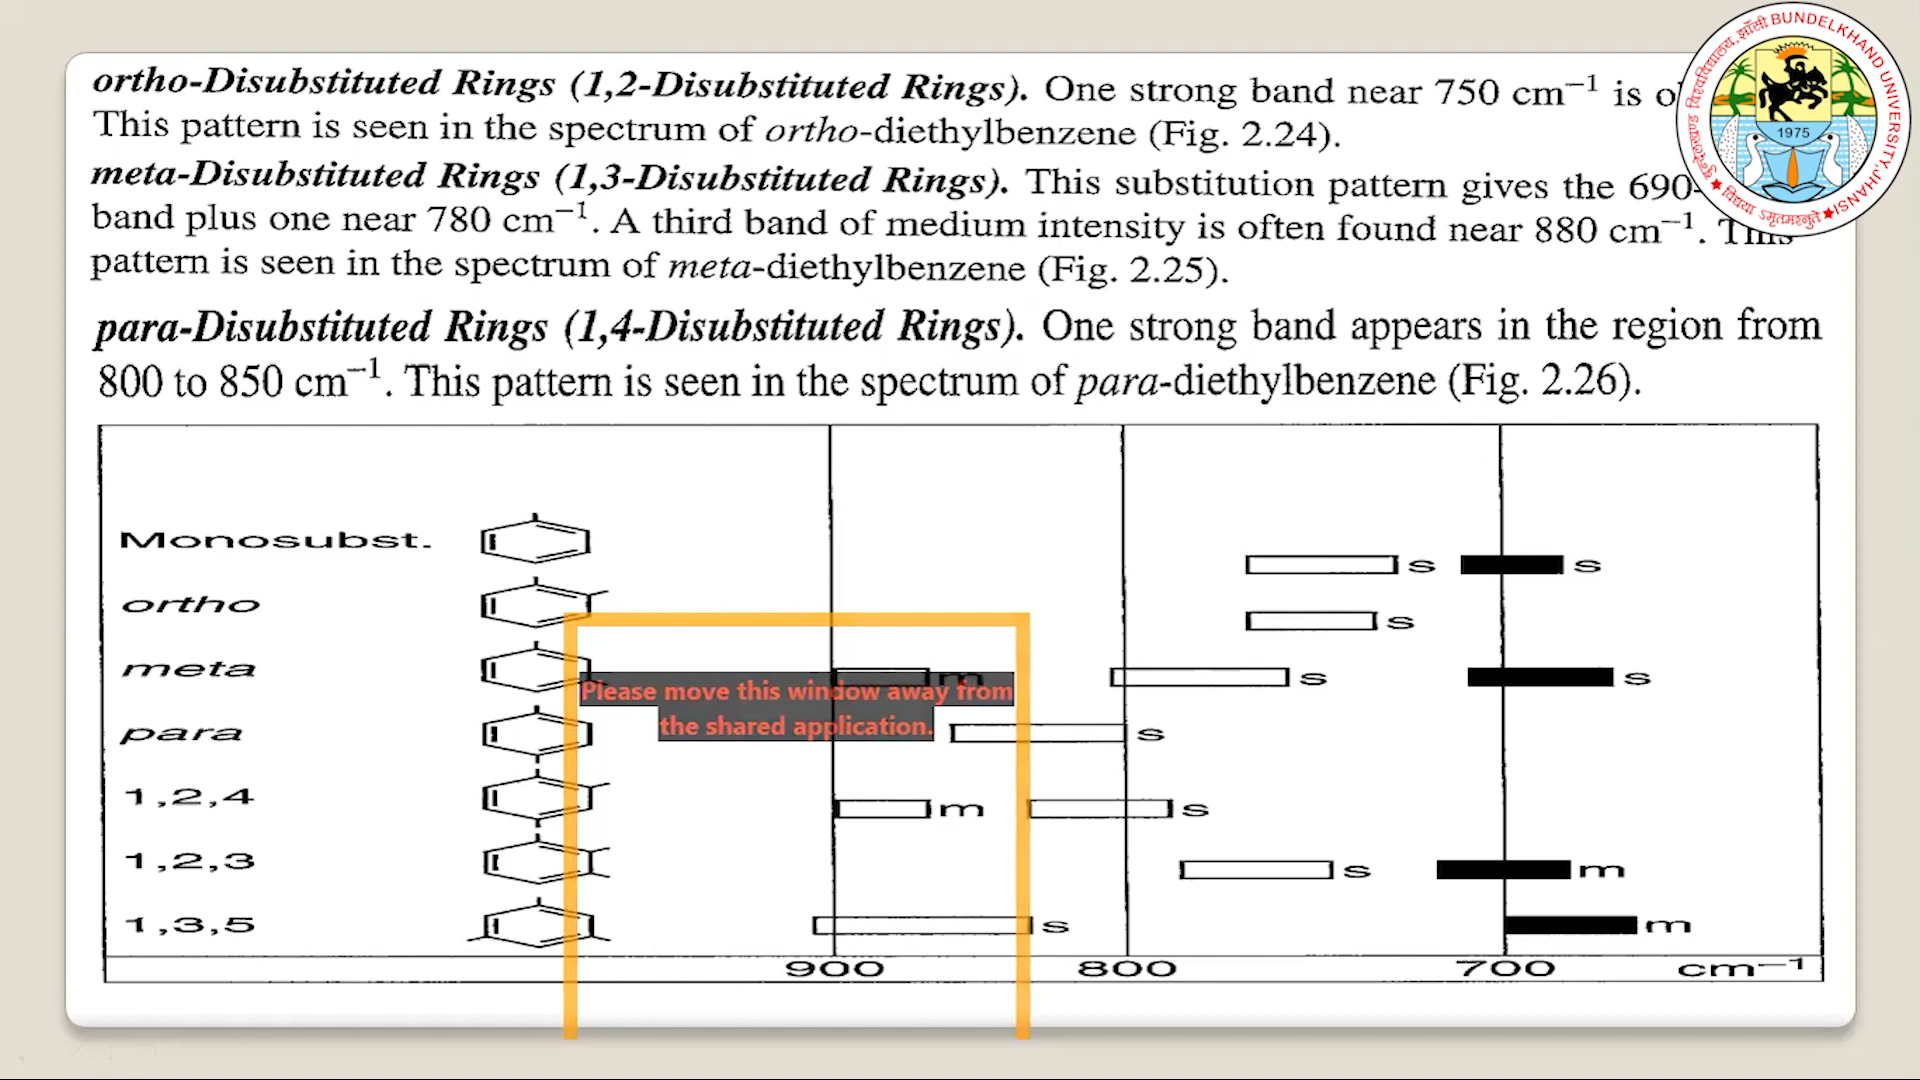 ortho-Disubstituted Rings (1,2-Disubstituted Rings). One strong band near 750 cm⁻¹ is
This pattern is seen in the spectrum of ortho-diethylbenzene (Fig. 2.24).
meta-Disubstituted Rings (1,3-Disubstituted Rings). This substitution pattern gives the 690-
band plus one near 780 cm⁻¹. A third band of medium intensity is often found near 880 cm⁻¹. This
pattern is seen in the spectrum of meta-diethylbenzene (Fig. 2.25).
para-Disubstituted Rings (1,4-Disubstituted Rings). One strong band appears in the region from
800 to 850 cm⁻¹. This pattern is seen in the spectrum of para-diethylbenzene (Fig. 2.26).
बुन्देलखण्ड विश्वविद्यालय, झाँसी BUNDELKHAND UNIVERSITY, JHANSI
1975
Monosubst. s s
ortho s
meta m s s
Please move this window away from
the shared application.
para s
1,2,4 m s
1,2,3 s m
1,3,5 s m
900 800 700 cm⁻¹